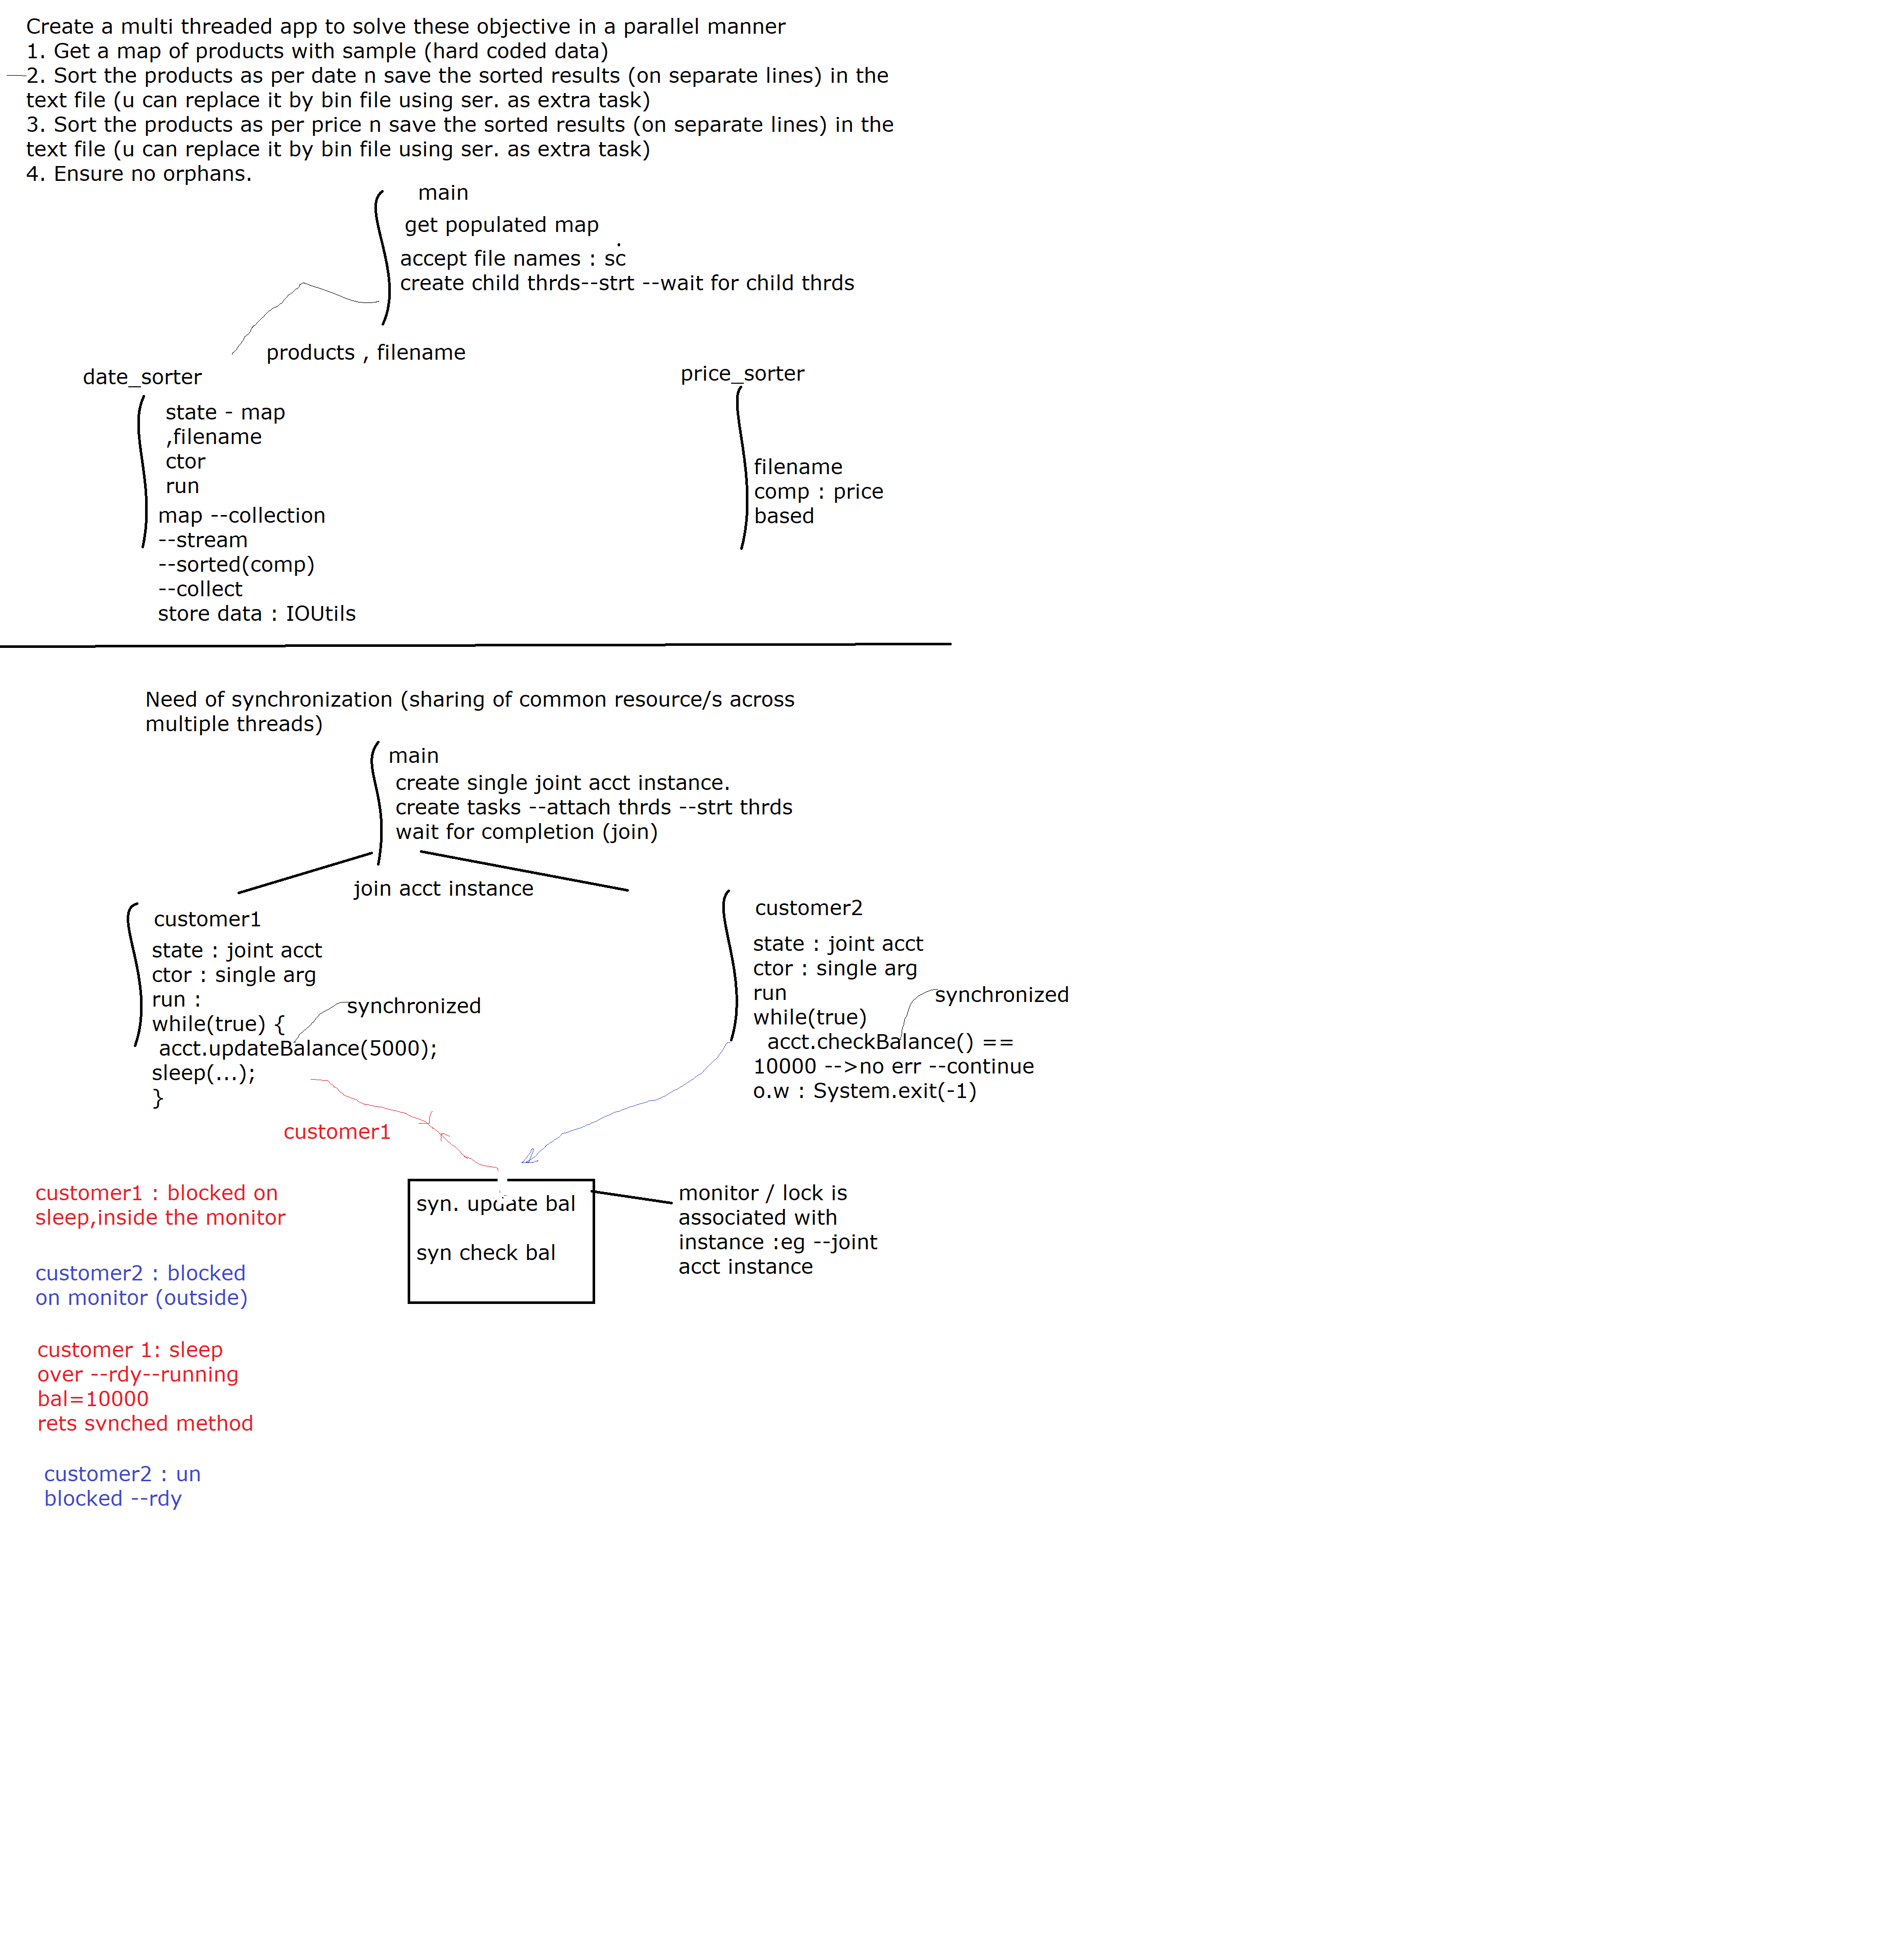 Create a multi threaded app to solve these objective in a parallel manner
1. Get a map of products with sample (hard coded data)
2. Sort the products as per date n save the sorted results (on separate lines) in the
text file (u can replace it by bin file using ser. as extra task)
3. Sort the products as per price n save the sorted results (on separate lines) in the
text file (u can replace it by bin file using ser. as extra task)
4. Ensure no orphans.
main
get populated map
accept file names : sc
create child thrds--strt --wait for child thrds
products , filename
date_sorter
state - map
,filename
ctor
run
map --collection
--stream
--sorted(comp)
--collect
store data : IOUtils
price_sorter
filename
comp : price
based
Need of synchronization (sharing of common resource/s across
multiple threads)
main
create single joint acct instance.
create tasks --attach thrds --strt thrds
wait for completion (join)
join acct instance
customer1
state : joint acct
ctor : single arg
run :
synchronized
while(true) {
acct.updateBalance(5000);
sleep(...);
}
customer2
state : joint acct
ctor : single arg
run
synchronized
while(true)
acct.checkBalance() ==
10000 -->no err --continue
o.w : System.exit(-1)
customer1
syn. update bal
syn check bal
monitor / lock is
associated with
instance :eg --joint
acct instance
customer1 : blocked on
sleep,inside the monitor
customer2 : blocked
on monitor (outside)
customer 1: sleep
over --rdy--running
bal=10000
rets svnched method
customer2 : un
blocked --rdy